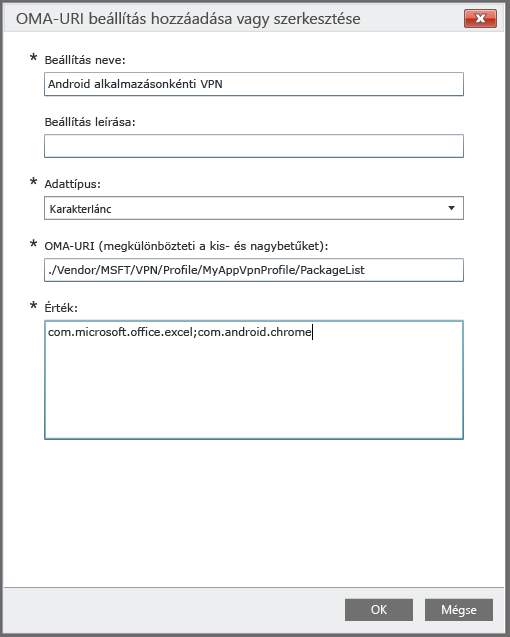 OMA-URI beállítás hozzáadása vagy szerkesztése
* Beállítás neve:
Android alkalmazásonkénti VPN
Beállítás leírása:
* Adattípus:
Karakterlánc
* OMA-URI (megkülönbözteti a kis- és nagybetűket):
./Vendor/MSFT/VPN/Profile/MyAppVpnProfile/PackageList
* Érték:
com.microsoft.office.excel;com.android.chrome
OK Mégse